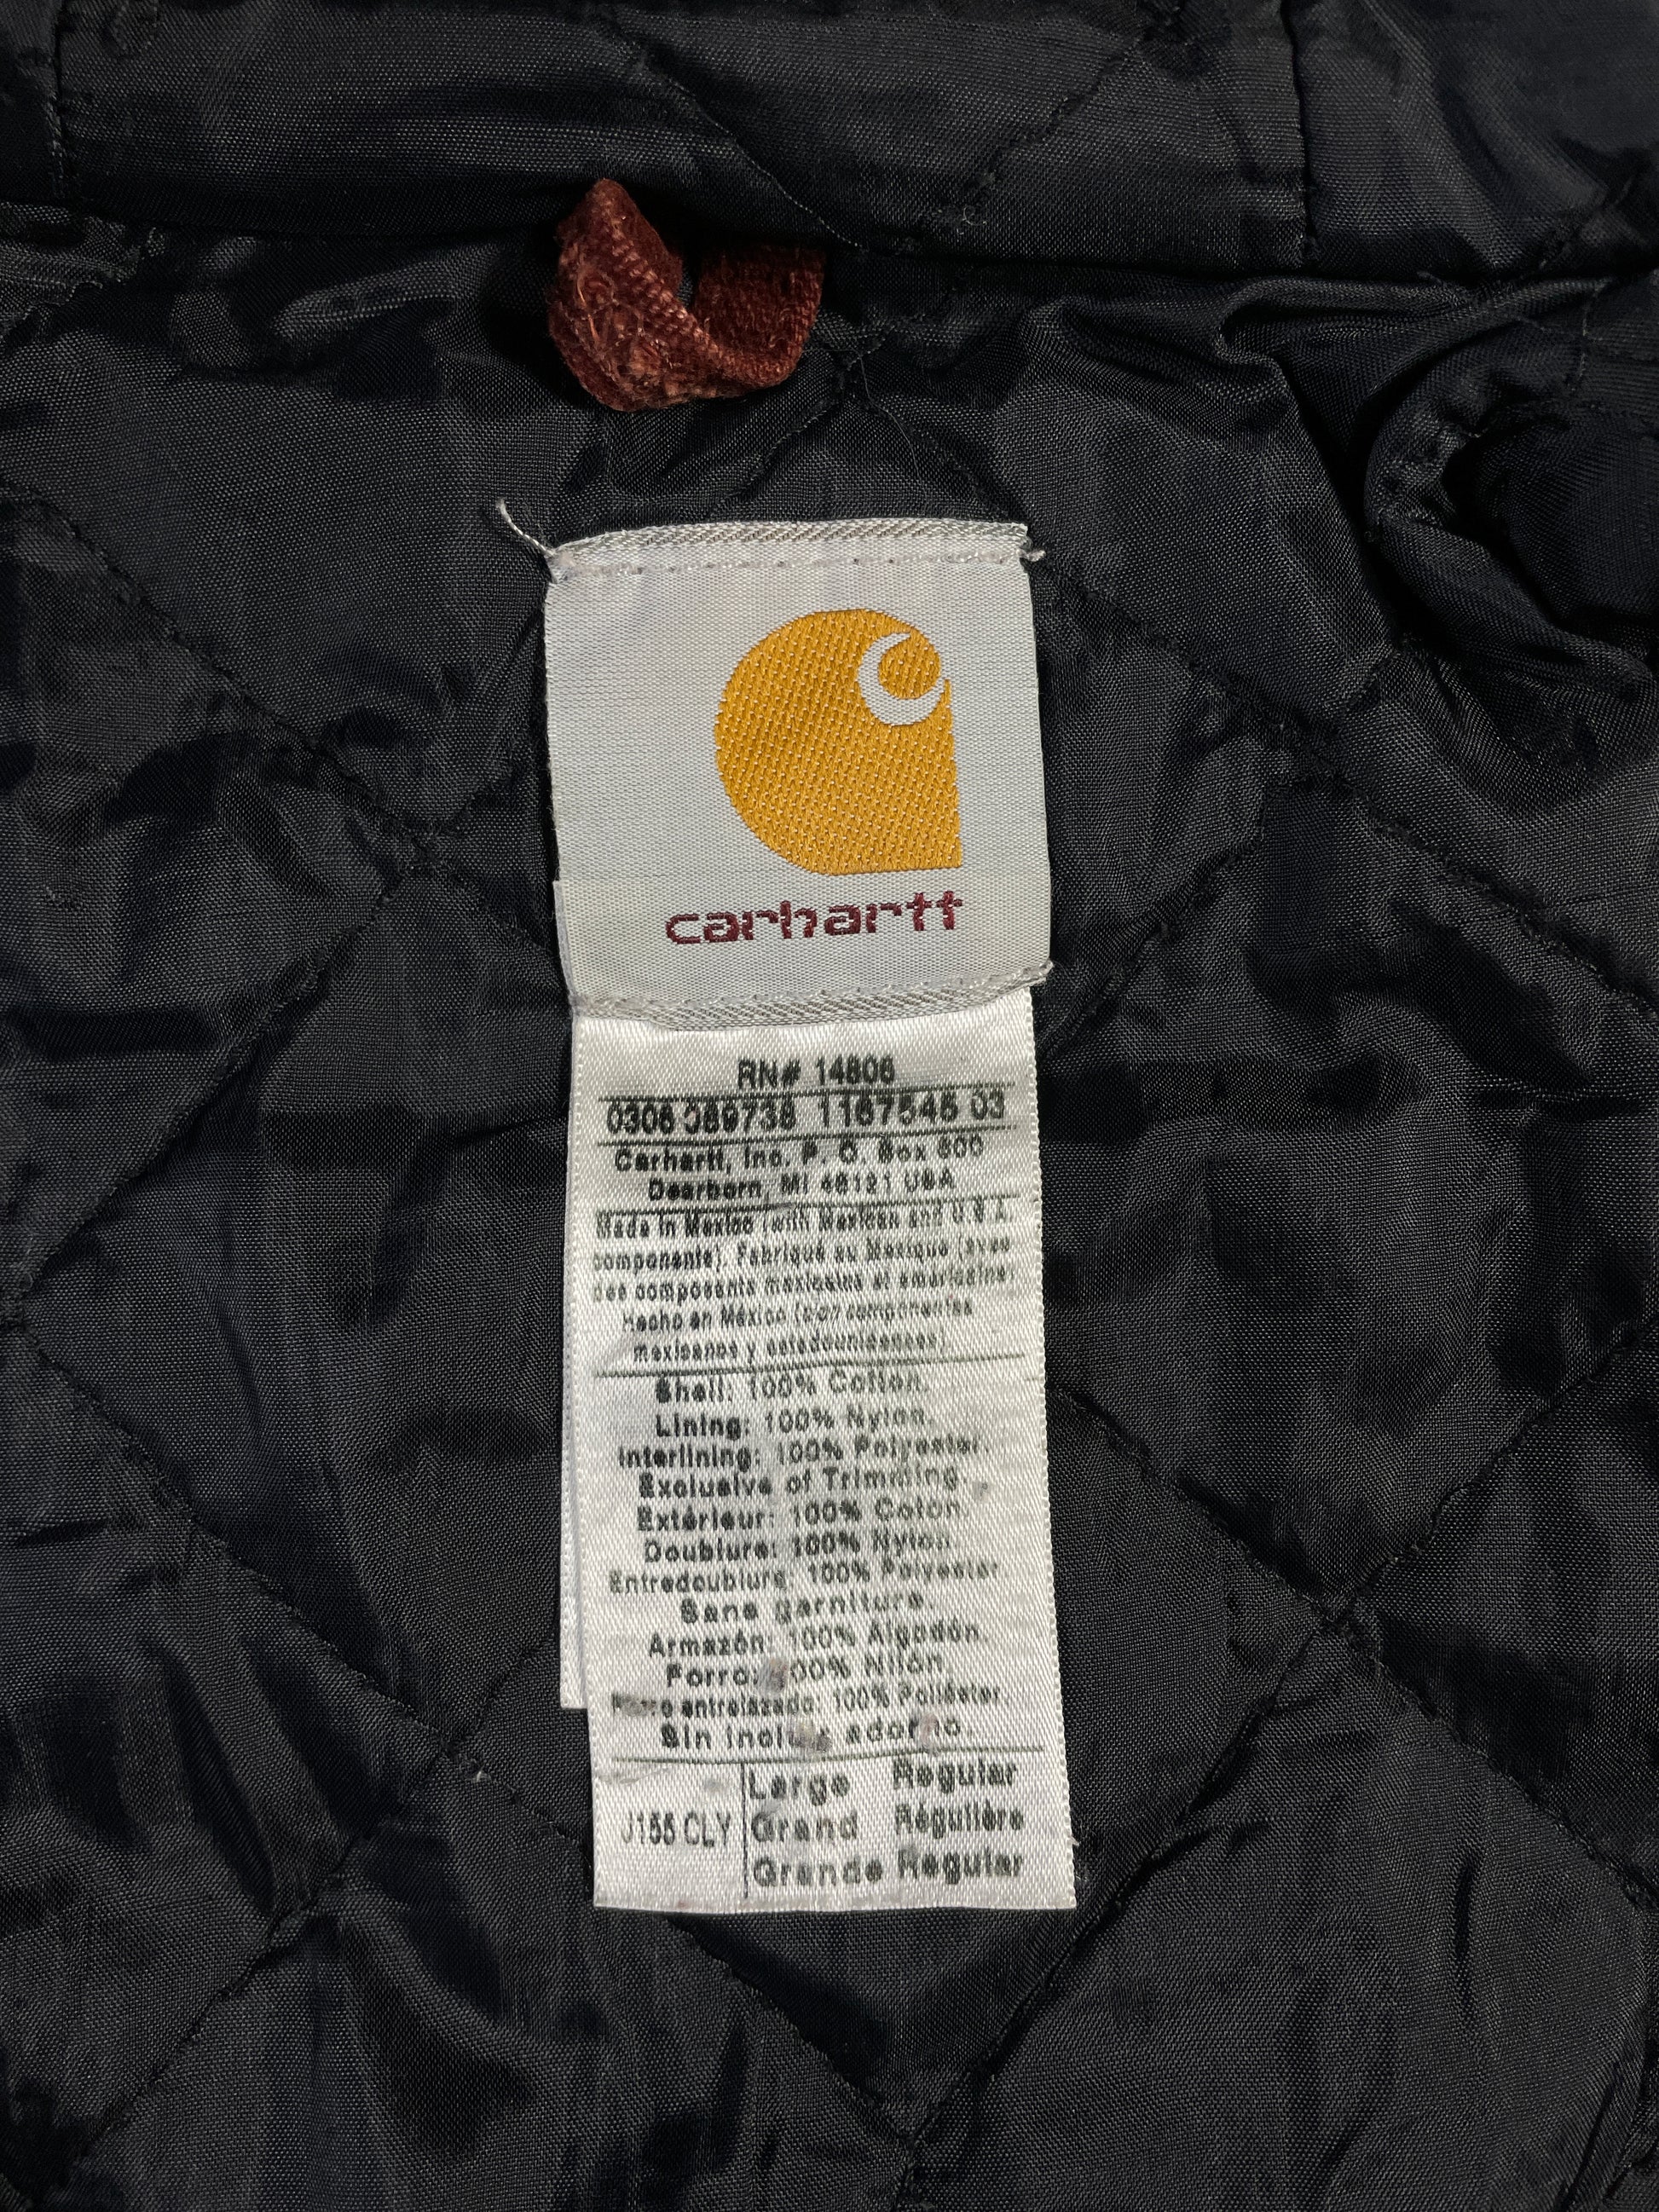 carhartt
RN# 14806
0306 089738 1167545 03
Carhartt, Inc. P. O. Box 600
Dearborn, MI 48121 USA
Made in Mexico (with Mexican and U.S.A.
components). Fabriqué au Mexique (avec
des composants mexicains et américains)
Hecho en México (con componentes
mexicanos y estadounidenses)
Shell: 100% Cotton.
Lining: 100% Nylon.
Interlining: 100% Polyester.
Exclusive of Trimming.
Extérieur: 100% Coton.
Doublure: 100% Nylon.
Entredoublure: 100% Polyester
Sans garniture.
Armazón: 100% Algodón.
Forro: 100% Nilón.
entrelazado: 100% Poliéster
Sin adorno.
Large Regular
J155 CLY Grand Régulière
Grande Regular